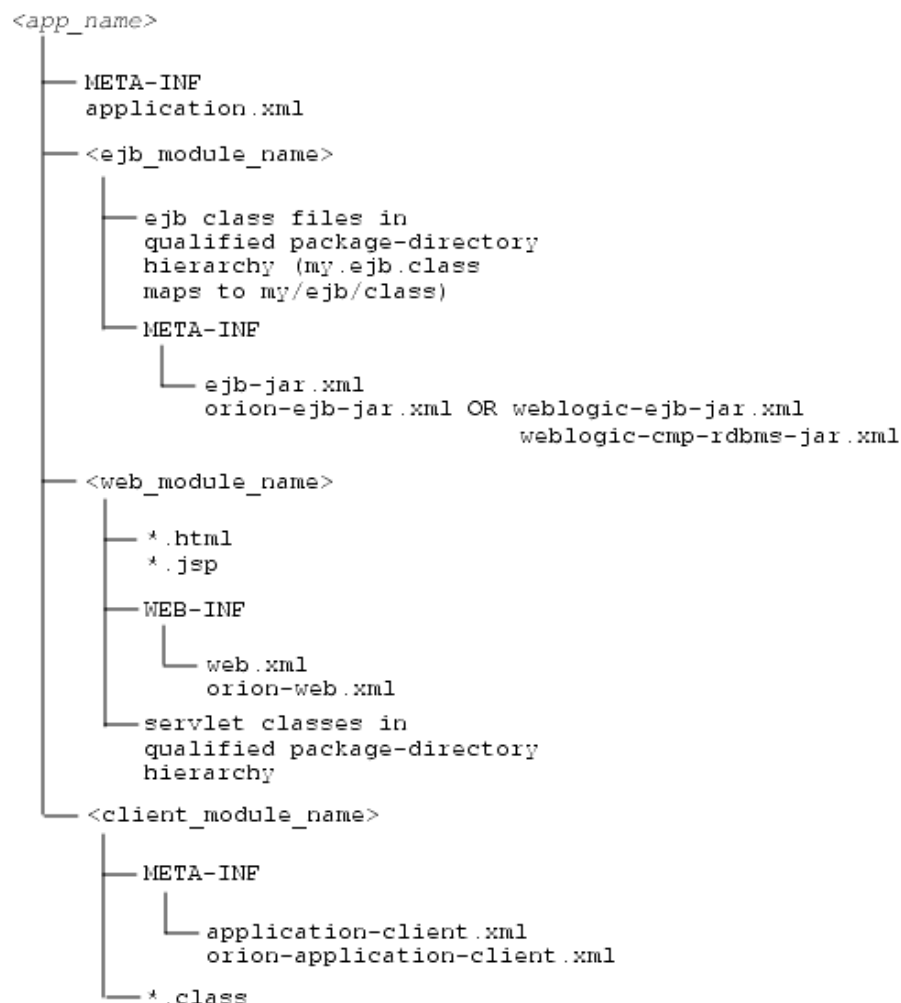 <app_name>
META-INF
application.xml
<ejb_module_name>
ejb class files in
qualified package-directory
hierarchy (my.ejb.class
maps to my/ejb/class)
META-INF
ejb-jar.xml
orion-ejb-jar.xml OR weblogic-ejb-jar.xml
weblogic-cmp-rdbms-jar.xml
<web_module_name>
*.html
*.jsp
WEB-INF
web.xml
orion-web.xml
servlet classes in
qualified package-directory
hierarchy
<client_module_name>
META-INF
application-client.xml
orion-application-client.xml
*.class